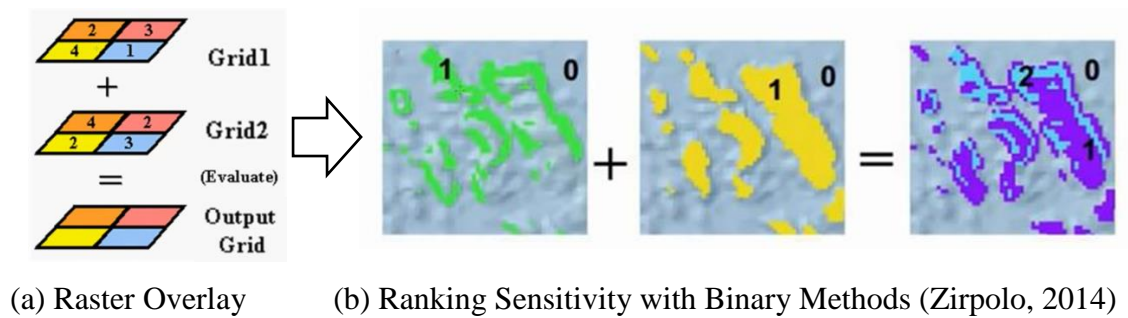 2 3
4 1
Grid1
+
4 2
2 3
Grid2
=
(Evaluate)
Output
Grid
1 0
+
1 0
=
2 0
1
(a) Raster Overlay
(b) Ranking Sensitivity with Binary Methods (Zirpolo, 2014)